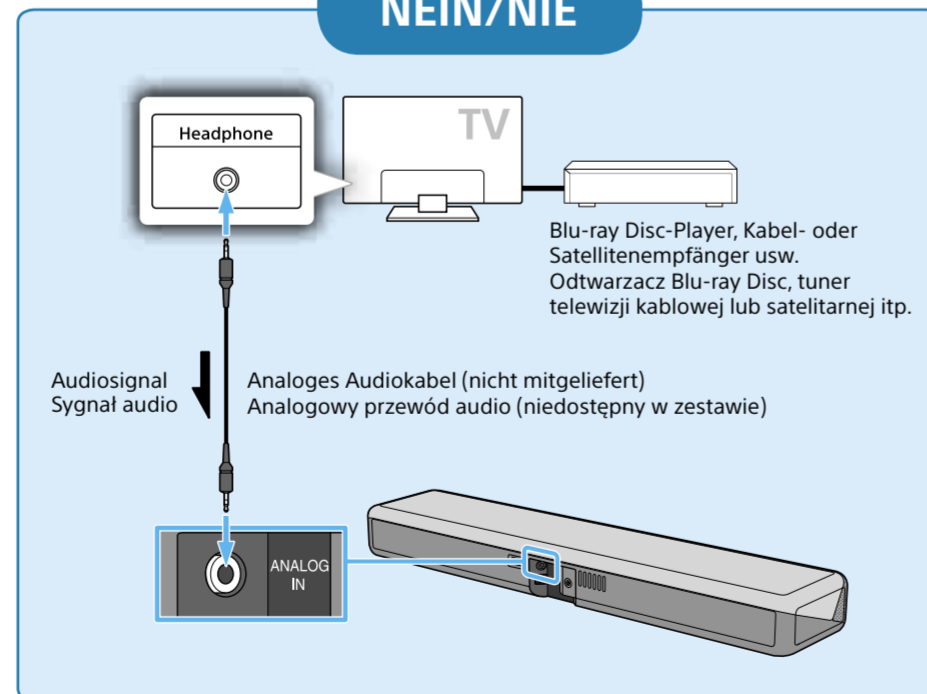 NEIN/NIE
Headphone
TV
Blu-ray Disc-Player, Kabel- oder
Satellitenempfänger usw.
Odtwarzacz Blu-ray Disc, tuner
telewizji kablowej lub satelitarnej itp.
Audiosignal
Sygnał audio
Analoges Audiokabel (nicht mitgeliefert)
Analogowy przewód audio (niedostępny w zestawie)
ANALOG
IN